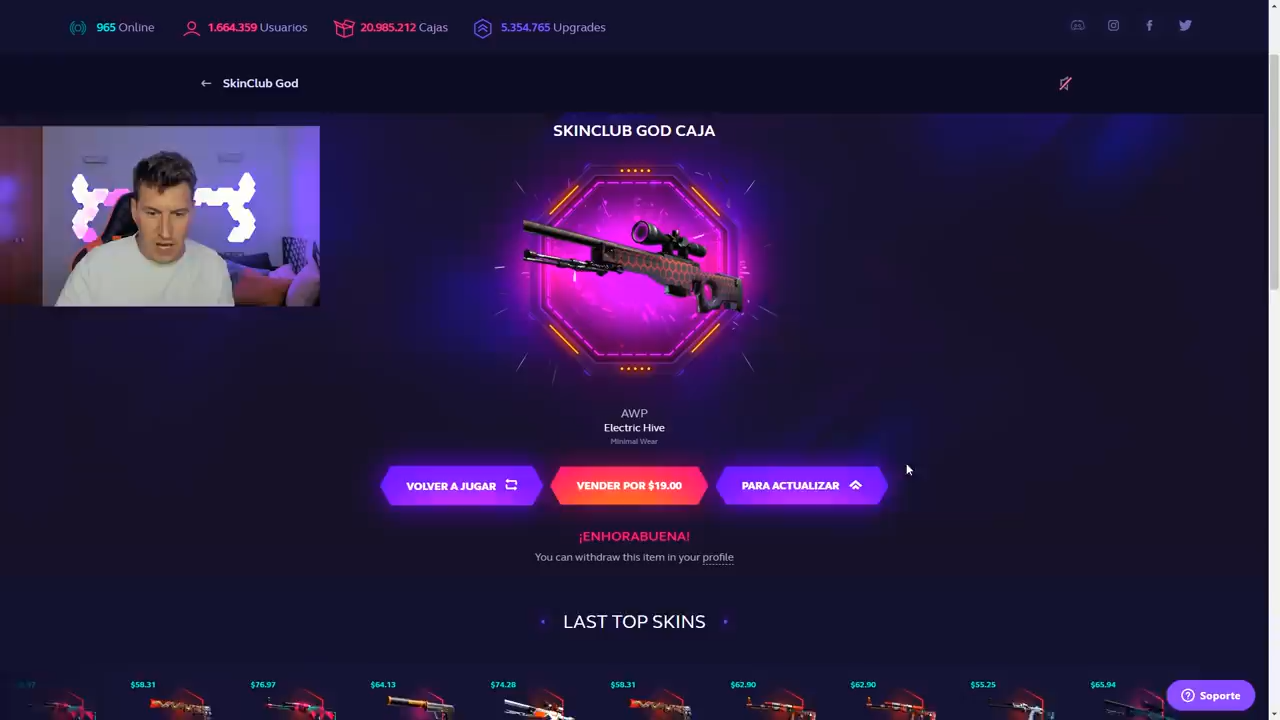 965 Online
1.664.359 Usuarios
20.985.212 Cajas
5.354.765 Upgrades
SkinClub God
SKINCLUB GOD CAJA
AWP
Electric Hive
Minimal Wear
VOLVER A JUGAR
VENDER POR $19.00
PARA ACTUALIZAR
¡ENHORABUENA!
You can withdraw this item in your profile
LAST TOP SKINS
$58.31
$76.97
$64.13
$74.28
$58.31
$62.90
$62.90
$55.25
$65.94
Soporte